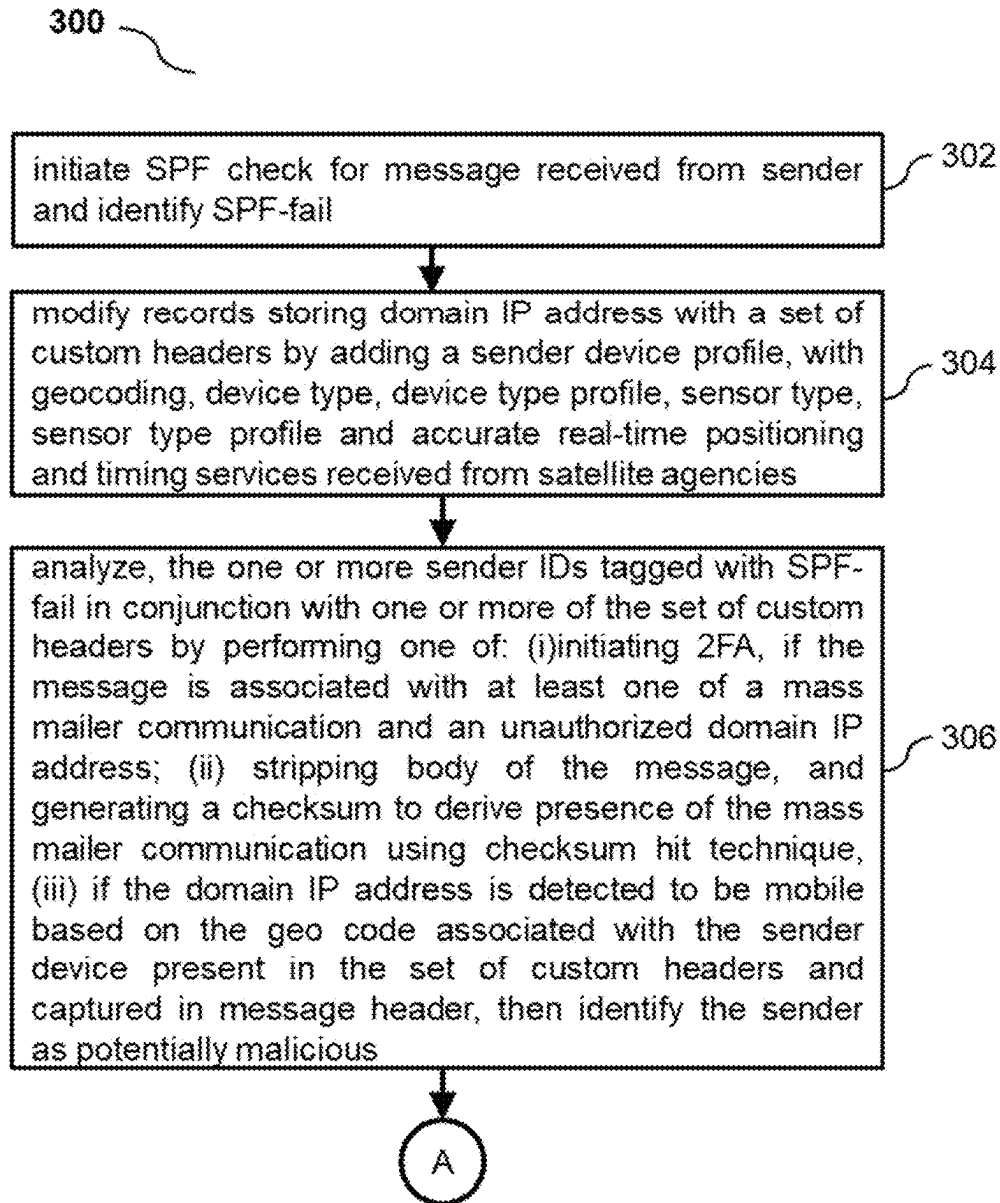 300
initiate SPF check for message received from sender
and identify SPF-fail
302
modify records storing domain IP address with a set of
custom headers by adding a sender device profile, with
geocoding, device type, device type profile, sensor type,
sensor type profile and accurate real-time positioning
and timing services received from satellite agencies
304
analyze, the one or more sender IDs tagged with SPF-
fail in conjunction with one or more of the set of custom
headers by performing one of: (i)initiating 2FA, if the
message is associated with at least one of a mass
mailer communication and an unauthorized domain IP
address; (ii) stripping body of the message, and
generating a checksum to derive presence of the mass
mailer communication using checksum hit technique,
(iii) if the domain IP address is detected to be mobile
based on the geo code associated with the sender
device present in the set of custom headers and
captured in message header, then identify the sender
as potentially malicious
306
A